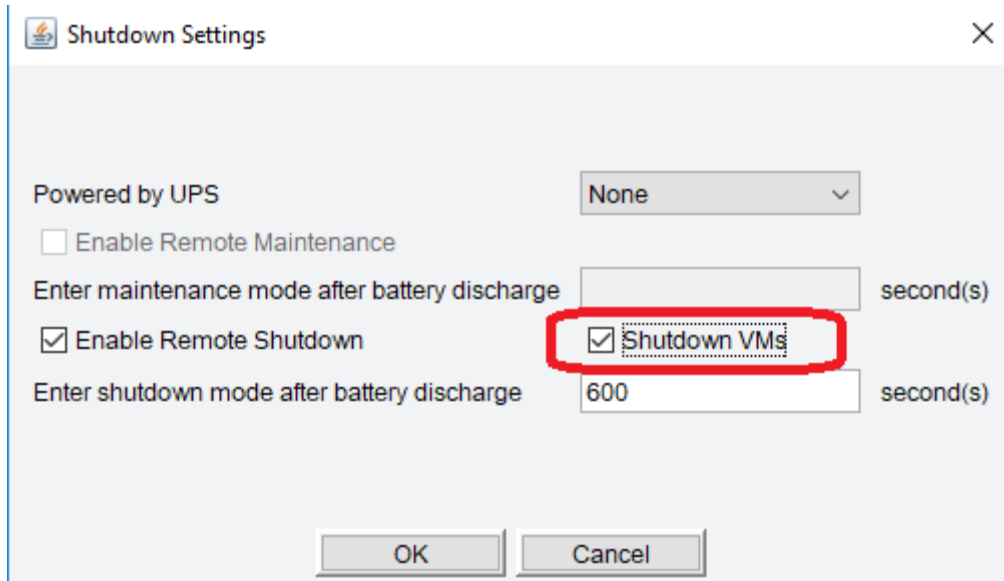 Shutdown Settings
Powered by UPS None
Enable Remote Maintenance
Enter maintenance mode after battery discharge second(s)
Enable Remote Shutdown Shutdown VMs
Enter shutdown mode after battery discharge 600 second(s)
OK Cancel